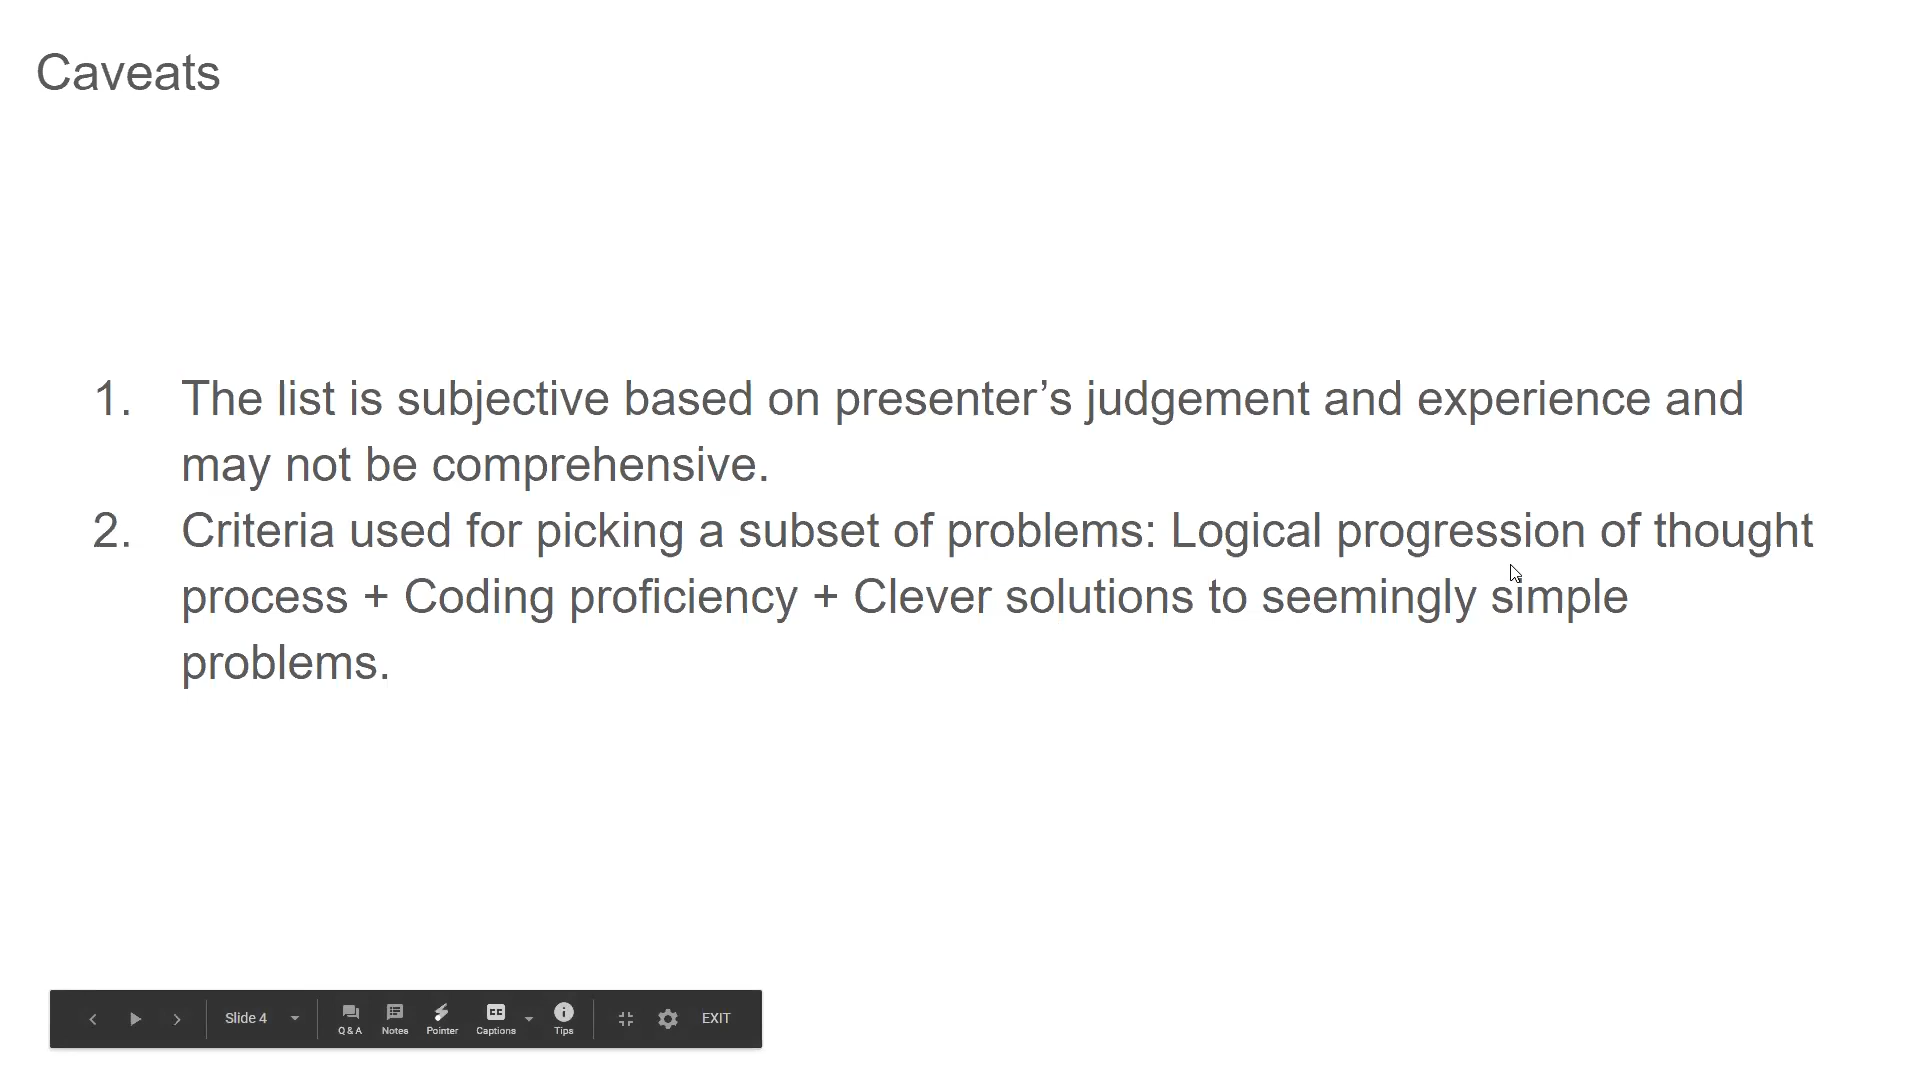 Caveats
1. The list is subjective based on presenter’s judgement and experience and
may not be comprehensive.
2. Criteria used for picking a subset of problems: Logical progression of thought
process + Coding proficiency + Clever solutions to seemingly simple
problems.
Slide 4
Q & A
Notes
Pointer
CC
Captions
Tips
EXIT